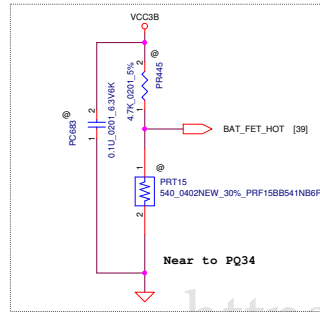 VCC3B
@
2
4.7K_0201_5%
PR445
1
@
2
PC683
0.1U_0201_6.3V6K
1
BAT_FET_HOT [39]
1
@
PRT15
540_0402NEW_30%_PRF15BB541NB6R
2
Near to PQ34